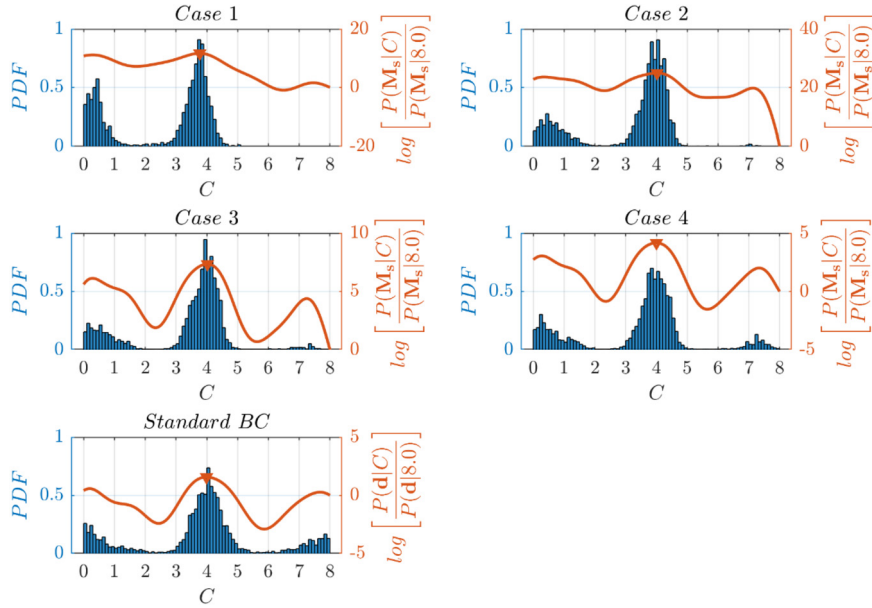 Case 1
PDF
1
0.5
0
20
0
-20
log [ P(Mₛ|C) / P(Mₛ|8.0) ]
0 1 2 3 4 5 6 7 8
C
Case 2
PDF
1
0.5
0
40
20
0
log [ P(Mₛ|C) / P(Mₛ|8.0) ]
0 1 2 3 4 5 6 7 8
C
Case 3
PDF
1
0.5
0
10
5
0
log [ P(Mₛ|C) / P(Mₛ|8.0) ]
0 1 2 3 4 5 6 7 8
C
Case 4
PDF
1
0.5
0
5
0
-5
log [ P(Mₛ|C) / P(Mₛ|8.0) ]
0 1 2 3 4 5 6 7 8
C
Standard BC
PDF
1
0.5
0
5
0
-5
log [ P(d|C) / P(d|8.0) ]
0 1 2 3 4 5 6 7 8
C